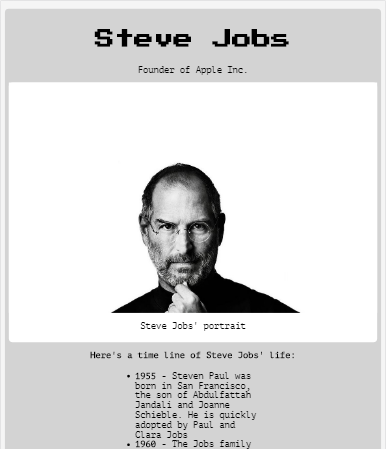 Steve Jobs
Founder of Apple Inc.
Steve Jobs' portrait
Here's a time line of Steve Jobs' life:
• 1955 - Steven Paul was
born in San Francisco,
the son of Abdulfattah
Jandali and Joanne
Schieble. He is quickly
adopted by Paul and
Clara Jobs
• 1960 - The Jobs family